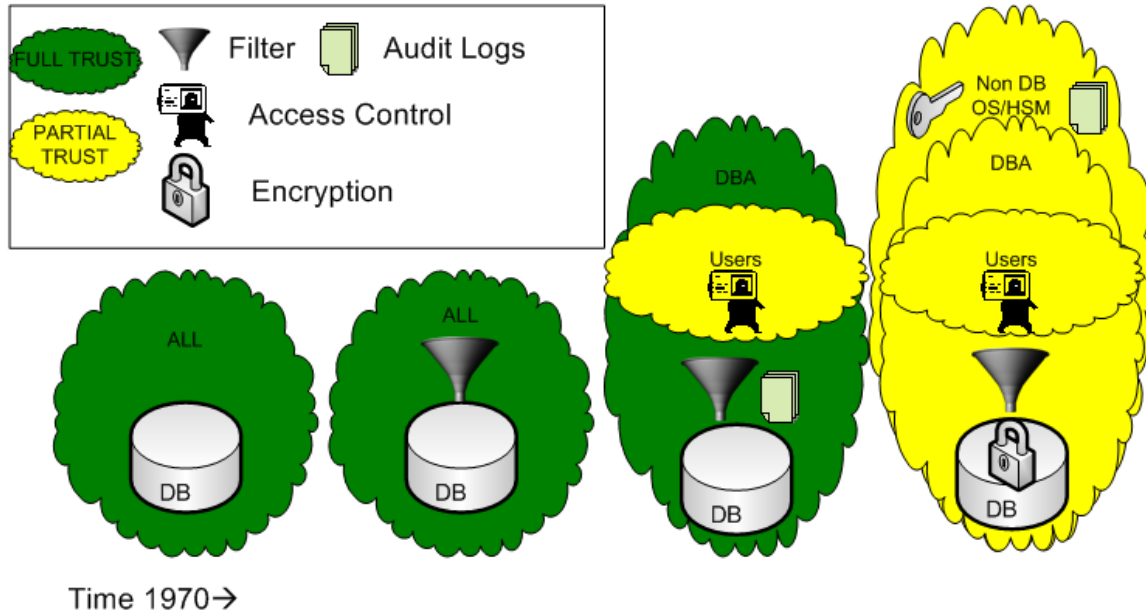 FULL TRUST
Filter
Audit Logs
PARTIAL
TRUST
Access Control
Encryption
Non DB
OS/HSM
DBA
DBA
Users
Users
ALL
ALL
DB
DB
DB
DB
Time 1970→